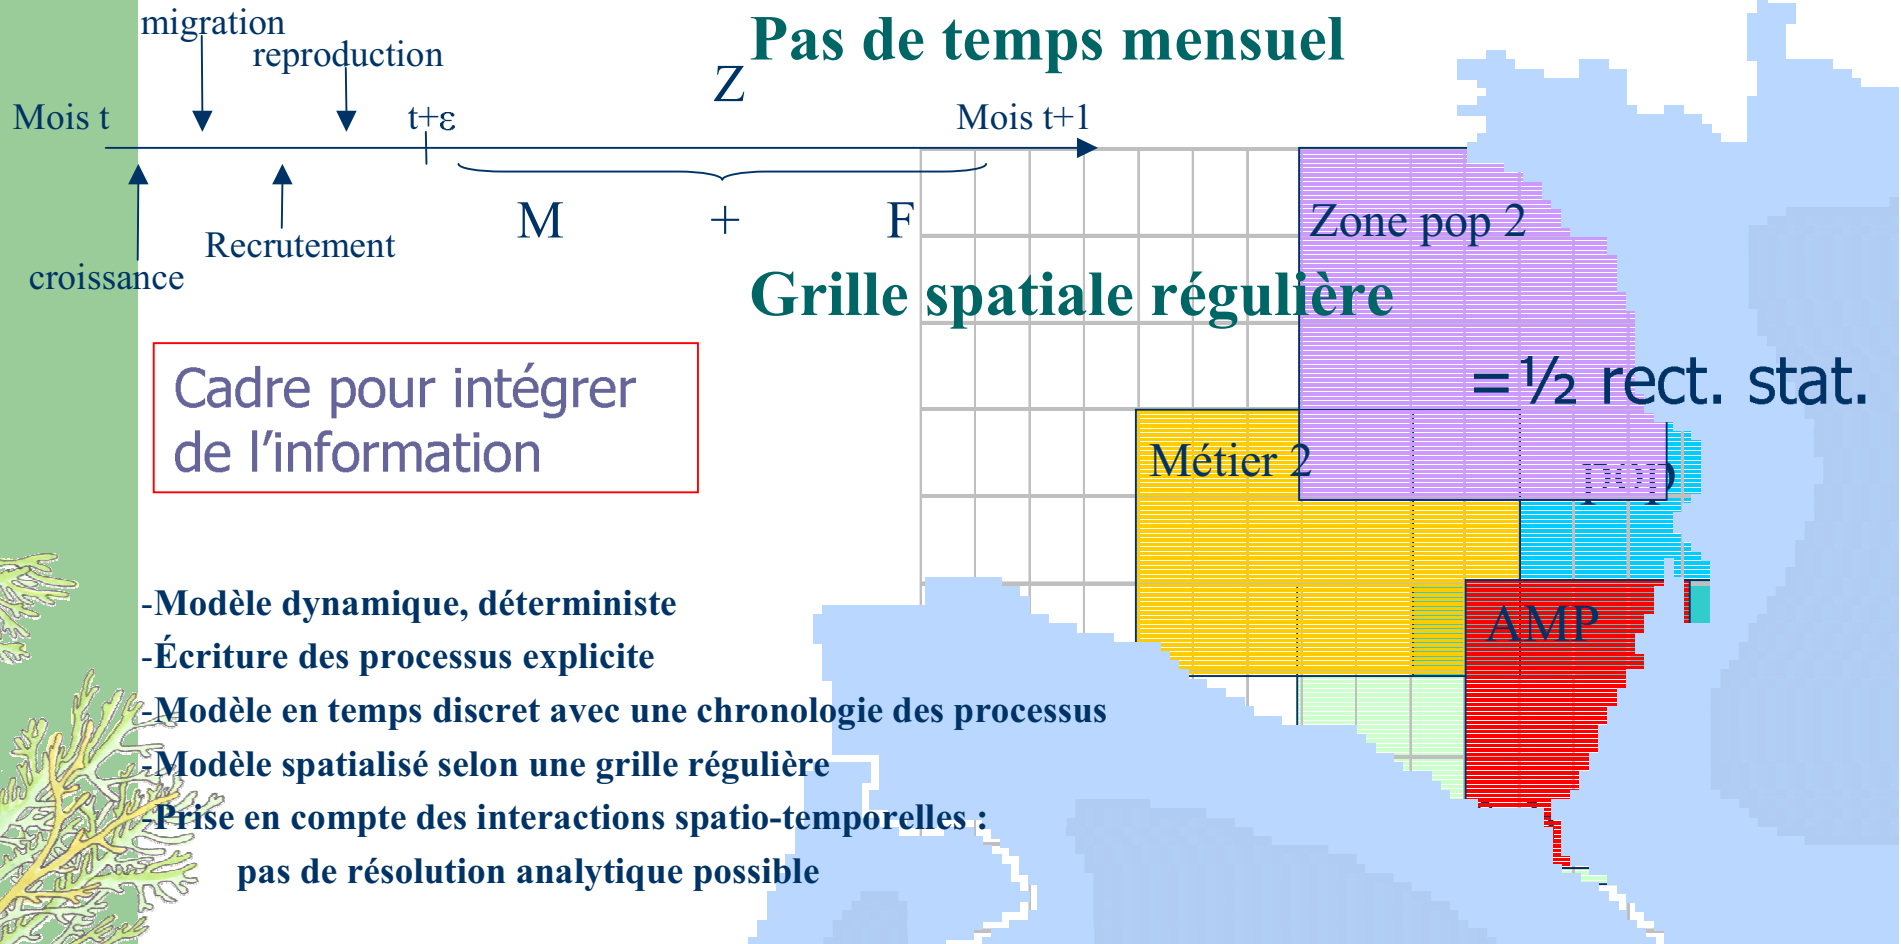 migration
Pas de temps mensuel
reproduction
Z
Mois t
t+ε
Mois t+1
M + F
Zone pop 2
Recrutement
croissance
Grille spatiale régulière
= ½ rect. stat.
Cadre pour intégrer
de l’information
Métier 2
pop
-Modèle dynamique, déterministe
AMP
-Écriture des processus explicite
-Modèle en temps discret avec une chronologie des processus
-Modèle spatialisé selon une grille régulière
-Prise en compte des interactions spatio-temporelles :
pas de résolution analytique possible